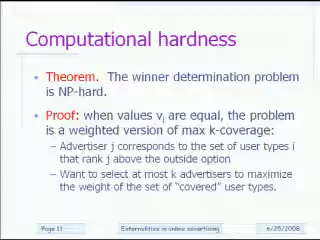 Computational hardness
• Theorem. The winner determination problem
is NP-hard.
• Proof: when values vᵢ are equal, the problem
is a weighted version of max k-coverage:
– Advertiser j corresponds to the set of user types i
that rank j above the outside option
– Want to select at most k advertisers to maximize
the weight of the set of “covered” user types.
Page 11 Externalities in online advertising 6/25/2008